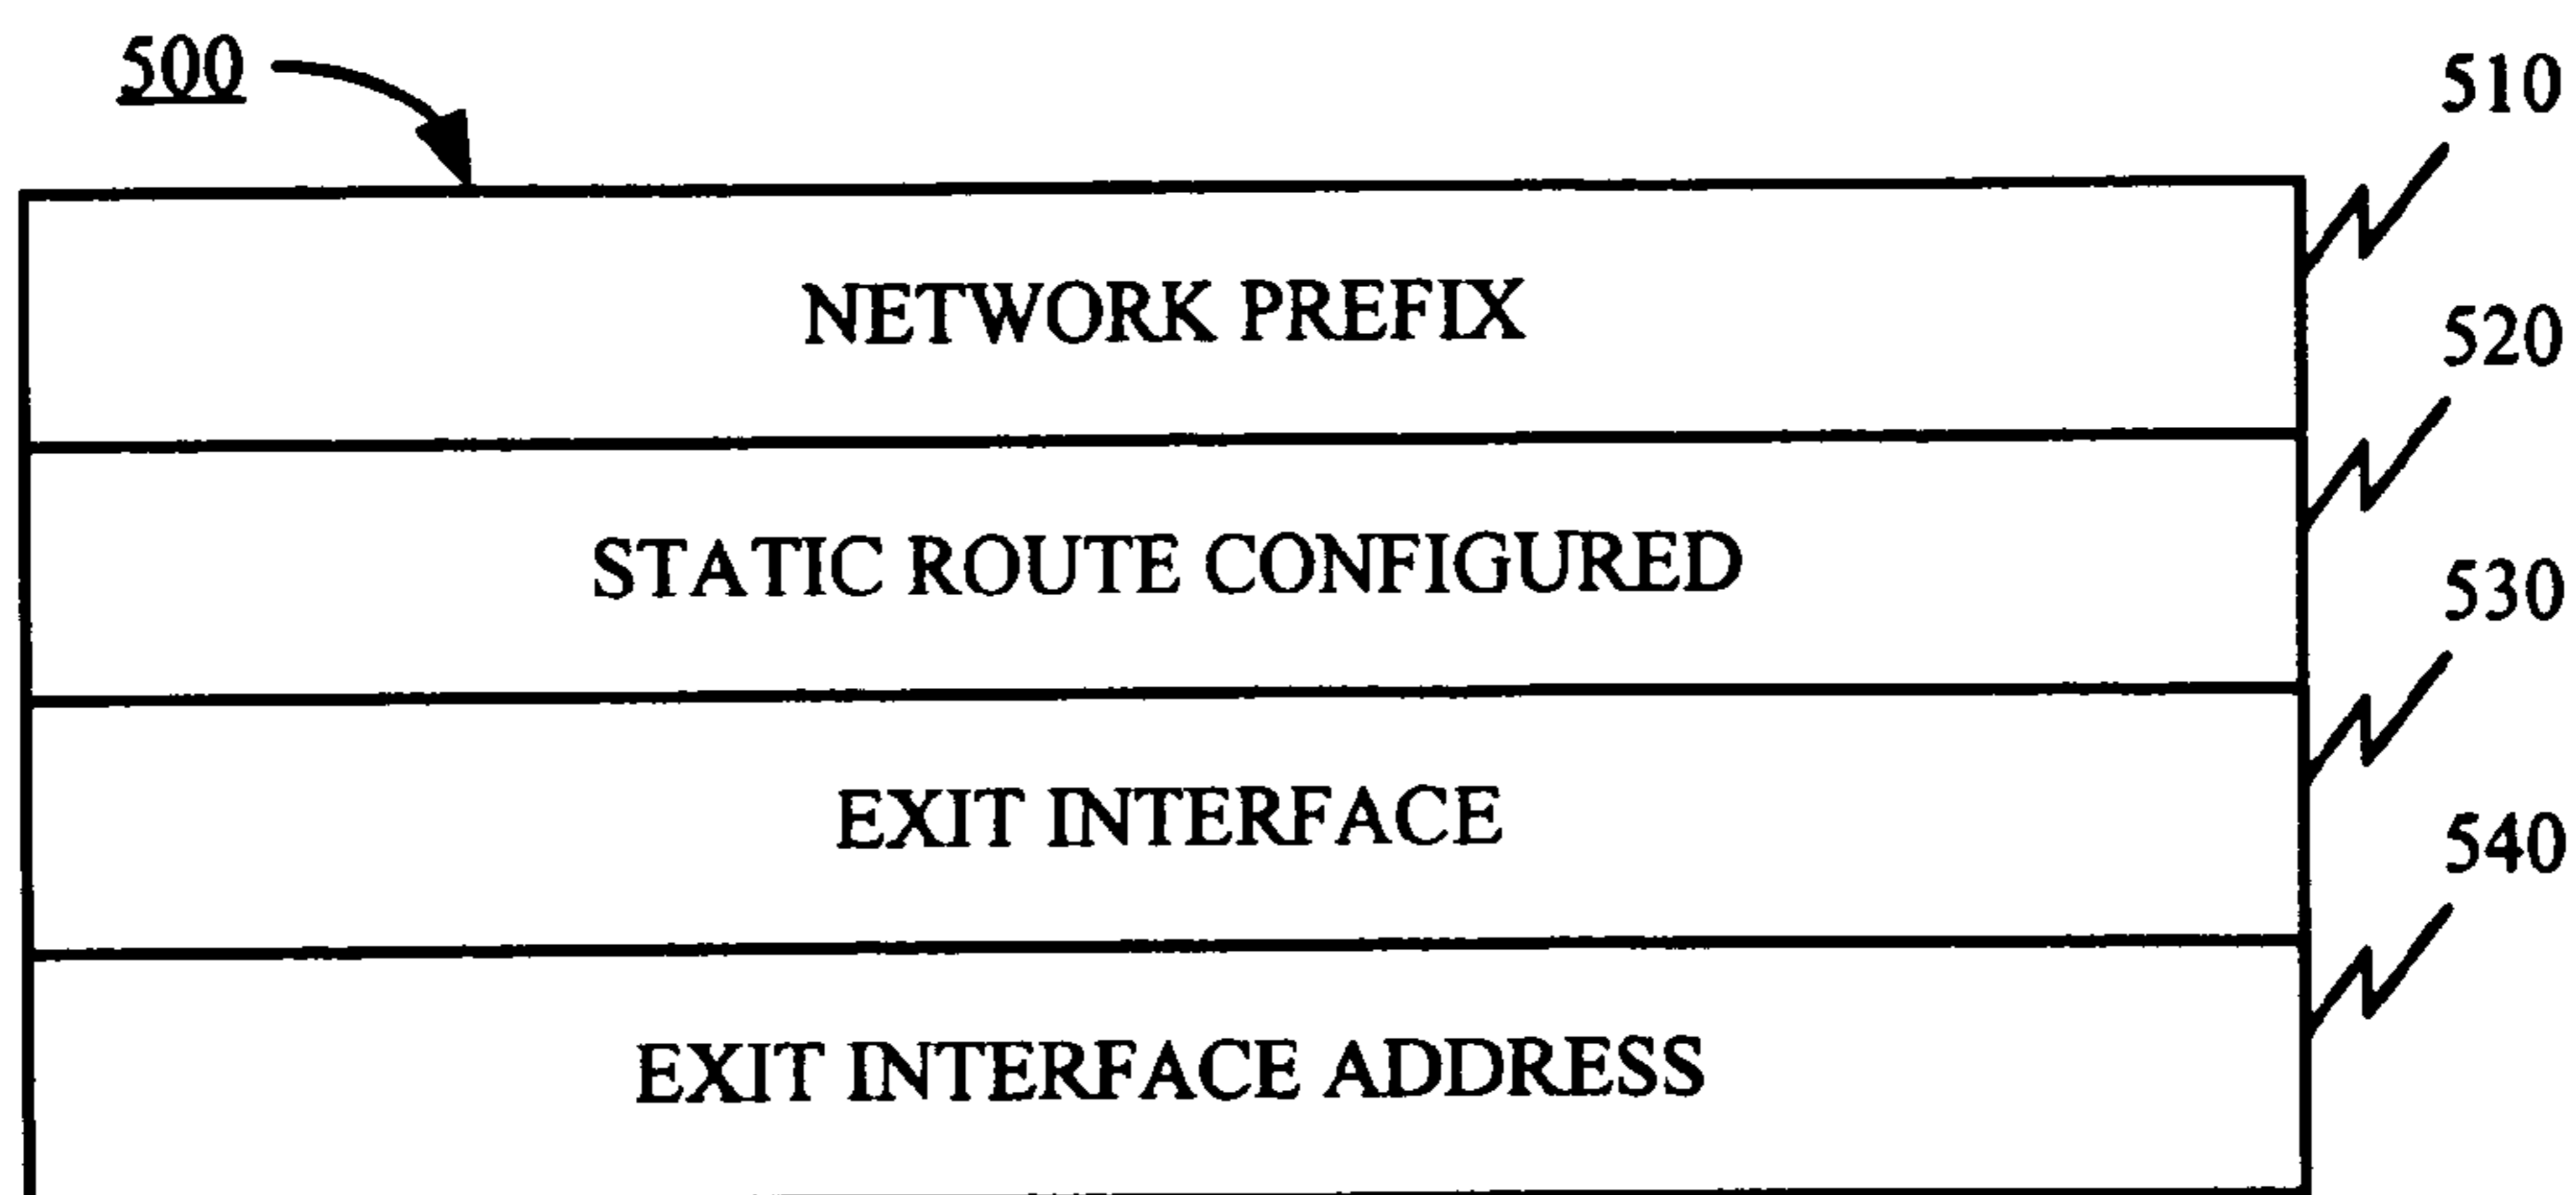 500
510
NETWORK PREFIX
520
STATIC ROUTE CONFIGURED
530
EXIT INTERFACE
540
EXIT INTERFACE ADDRESS